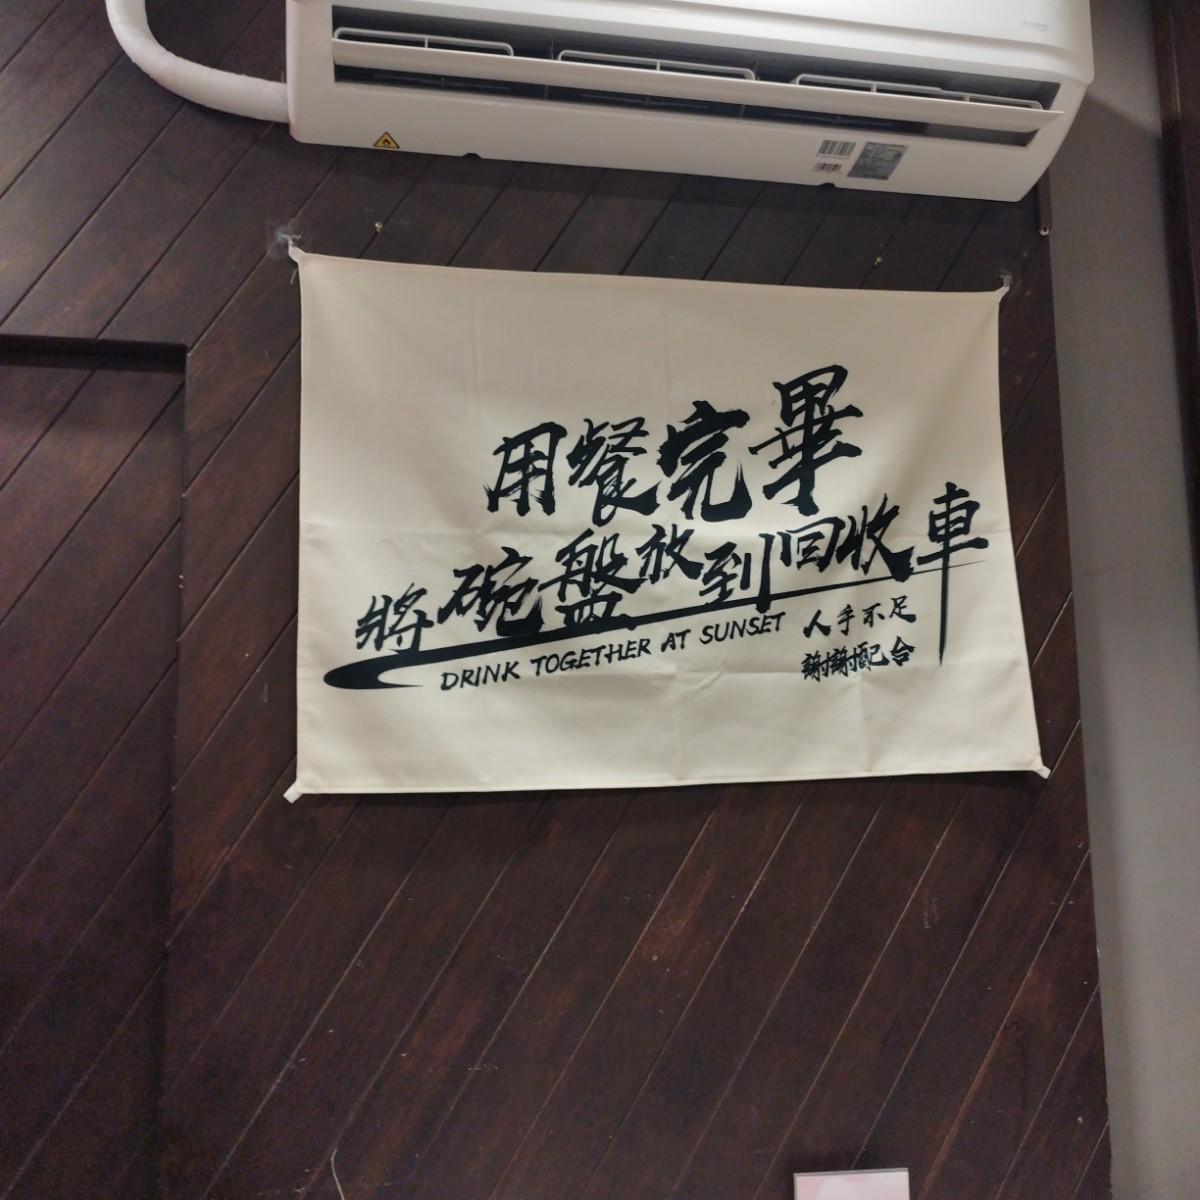 用餐完畢
將碗盤放到回收車
DRINK TOGETHER AT SUNSET
人手不足
謝謝配合